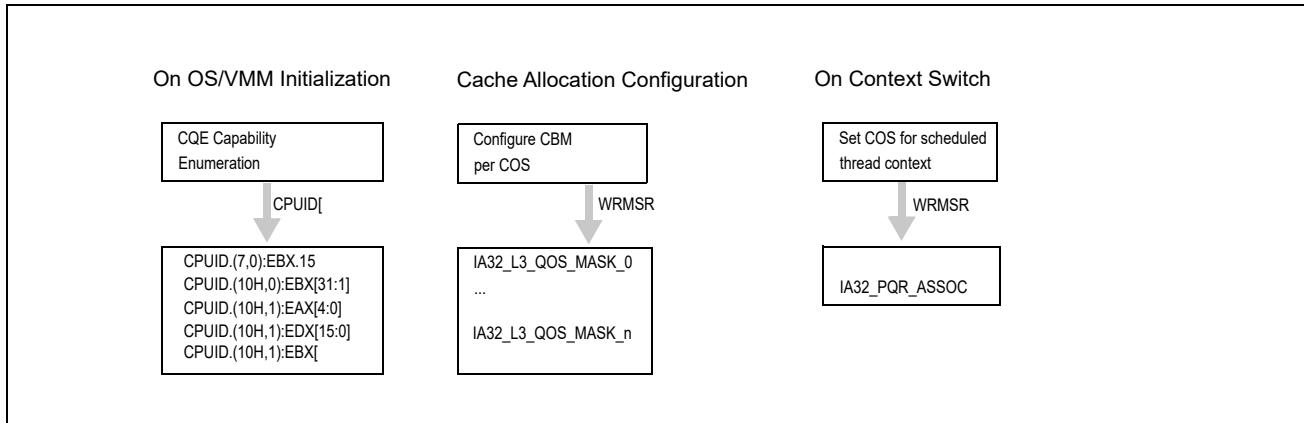 On OS/VMM Initialization
Cache Allocation Configuration
On Context Switch
CQE Capability
Enumeration
CPUID[
CPUID.(7,0):EBX.15
CPUID.(10H,0):EBX[31:1]
CPUID.(10H,1):EAX[4:0]
CPUID.(10H,1):EDX[15:0]
CPUID.(10H,1):EBX[
Configure CBM
per COS
WRMSR
IA32_L3_QOS_MASK_0
...
IA32_L3_QOS_MASK_n
Set COS for scheduled
thread context
WRMSR
IA32_PQR_ASSOC